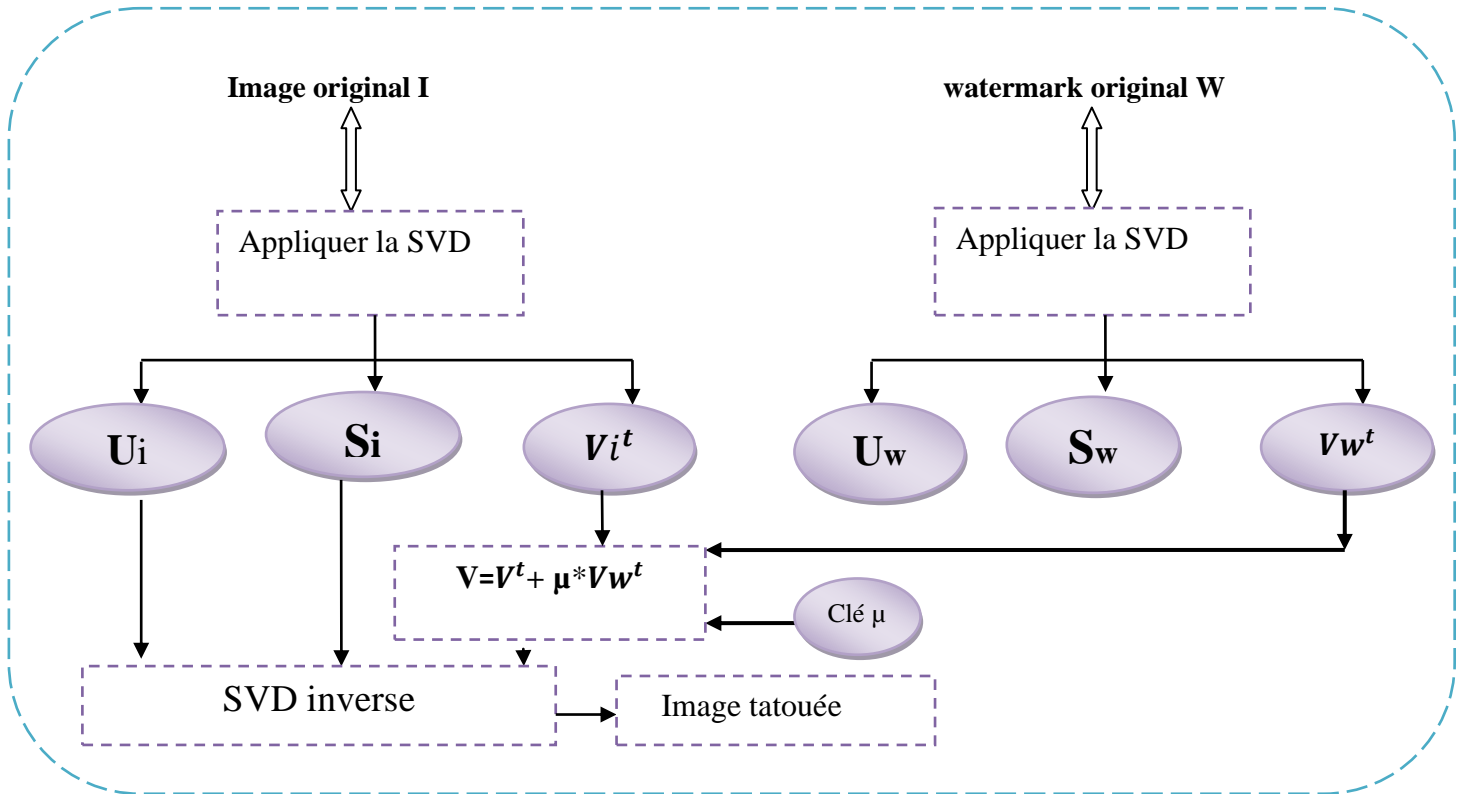 Image original I
watermark original W
Appliquer la SVD
Appliquer la SVD
Ui
Si
Vi^t
Uw
Sw
Vw^t
V=V^t+ µ*Vw^t
Clé µ
SVD inverse
Image tatouée